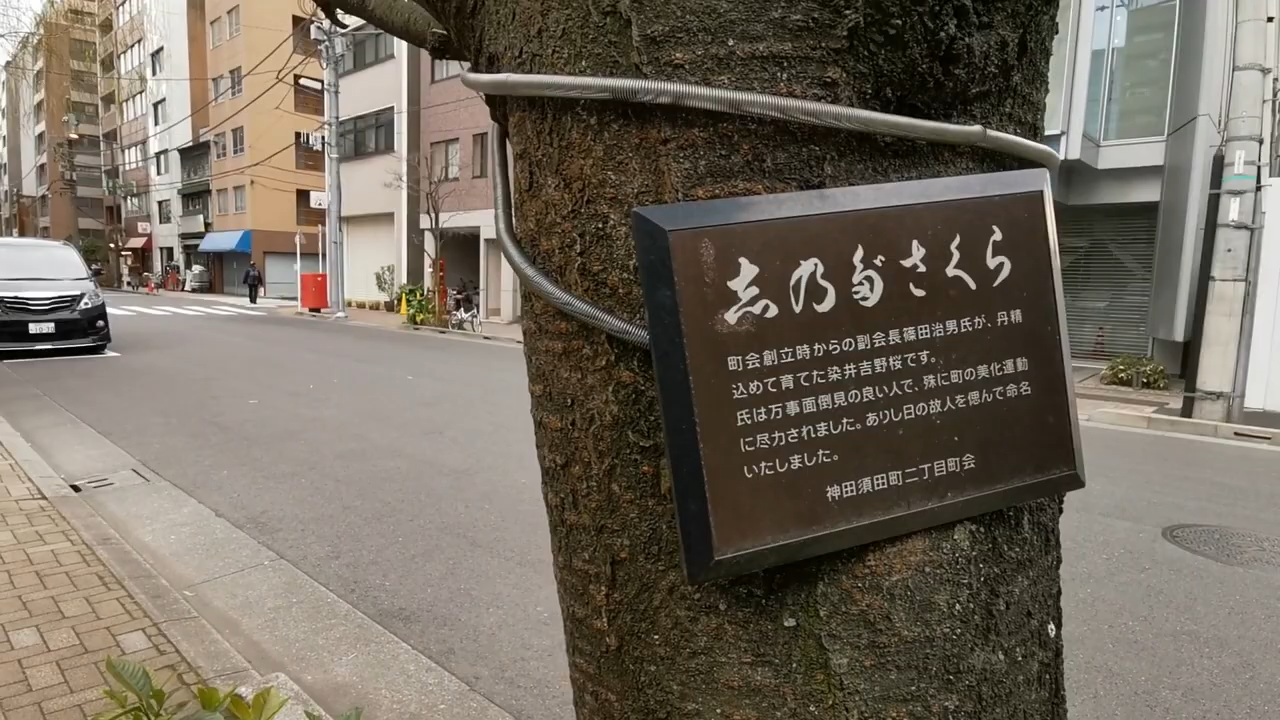 志乃ださくら
町会創立時からの副会長篠田治男氏が、丹精
込めて育てた染井吉野桜です。
氏は万事面倒見の良い人で、殊に町の美化運動
に尽力されました。ありし日の故人を偲んで命名
いたしました。
神田須田町二丁目町会